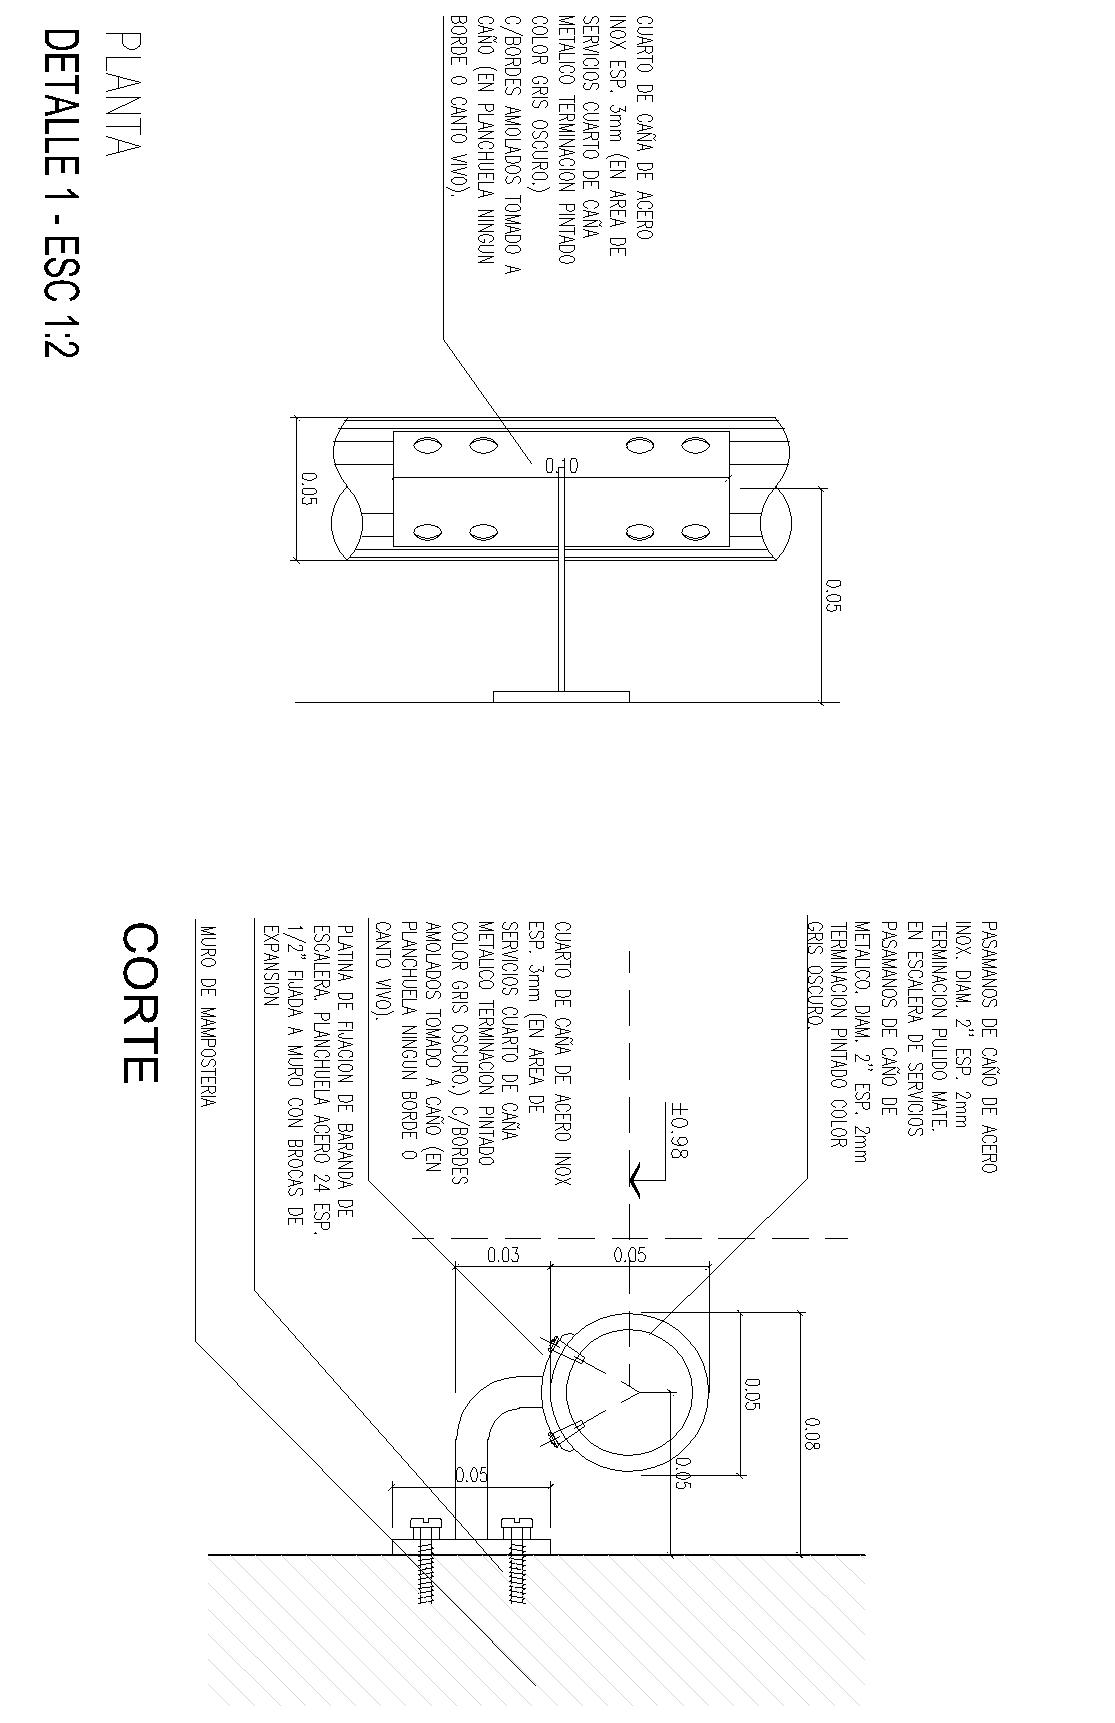 CUARTO DE CAÑA DE ACERO
INOX ESP. 3mm (EN AREA DE
SERVICIOS CUARTO DE CAÑA
METALICO TERMINACION PINTADO
COLOR GRIS OSCURO.)
C/BORDES AMOLADOS TOMADO A
CAÑO (EN PLANCHUELA NINGUN
BORDE O CANTO VIVO).
0.10
0.05
0.05
PLANTA
DETALLE 1 - ESC 1:2
PASAMANOS DE CAÑO DE ACERO
INOX. DIAM. 2" ESP. 2mm
TERMINACION PULIDO MATE.
EN ESCALERA DE SERVICIOS
PASAMANOS DE CAÑO DE
METALICO. DIAM. 2" ESP. 2mm
TERMINACION PINTADO COLOR
GRIS OSCURO.
±0.98
CUARTO DE CAÑA DE ACERO INOX
ESP. 3mm (EN AREA DE
SERVICIOS CUARTO DE CAÑA
METALICO TERMINACION PINTADO
COLOR GRIS OSCURO.) C/BORDES
AMOLADOS TOMADO A CAÑO (EN
PLANCHUELA NINGUN BORDE O
CANTO VIVO).
PLATINA DE FIJACION DE BARANDA DE
ESCALERA. PLANCHUELA ACERO 24 ESP.
1/2" FIJADA A MURO CON BROCAS DE
EXPANSION
MURO DE MAMPOSTERIA
0.03
0.05
0.05
0.08
0.05
0.05
CORTE